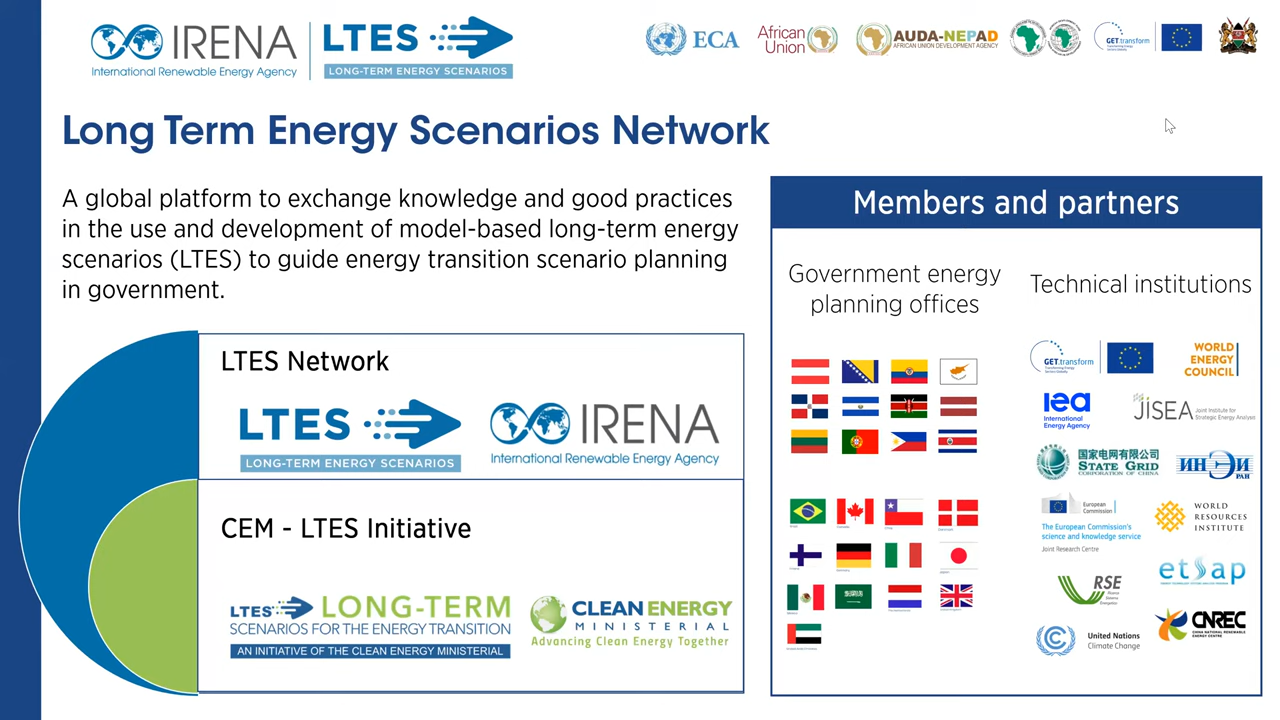 IRENA
International Renewable Energy Agency
LTES
LONG-TERM ENERGY SCENARIOS
ECA
African
Union
AUDA-NEPAD
AFRICAN UNION DEVELOPMENT AGENCY
GET.transform
Long Term Energy Scenarios Network
A global platform to exchange knowledge and good practices
in the use and development of model-based long-term energy
scenarios (LTES) to guide energy transition scenario planning
in government.
LTES Network
LTES
LONG-TERM ENERGY SCENARIOS
IRENA
International Renewable Energy Agency
CEM - LTES Initiative
LTES LONG-TERM
SCENARIOS FOR THE ENERGY TRANSITION
AN INITIATIVE OF THE CLEAN ENERGY MINISTERIAL
CLEAN ENERGY
MINISTERIAL
Advancing Clean Energy Together
Members and partners
Government energy
planning offices
Technical institutions
GET.transform
WORLD
ENERGY
COUNCIL
iea
International
Energy Agency
JISEA
Joint Institute for
Strategic Energy Analysis
国家电网有限公司
STATE GRID
CORPORATION OF CHINA
ИНЭИ
РАН
European
Commission
The European Commission's
science and knowledge service
Joint Research Centre
WORLD
RESOURCES
INSTITUTE
etsap
RSE
CNREC
CHINA NATIONAL RENEWABLE
ENERGY CENTRE
United Nations
Climate Change